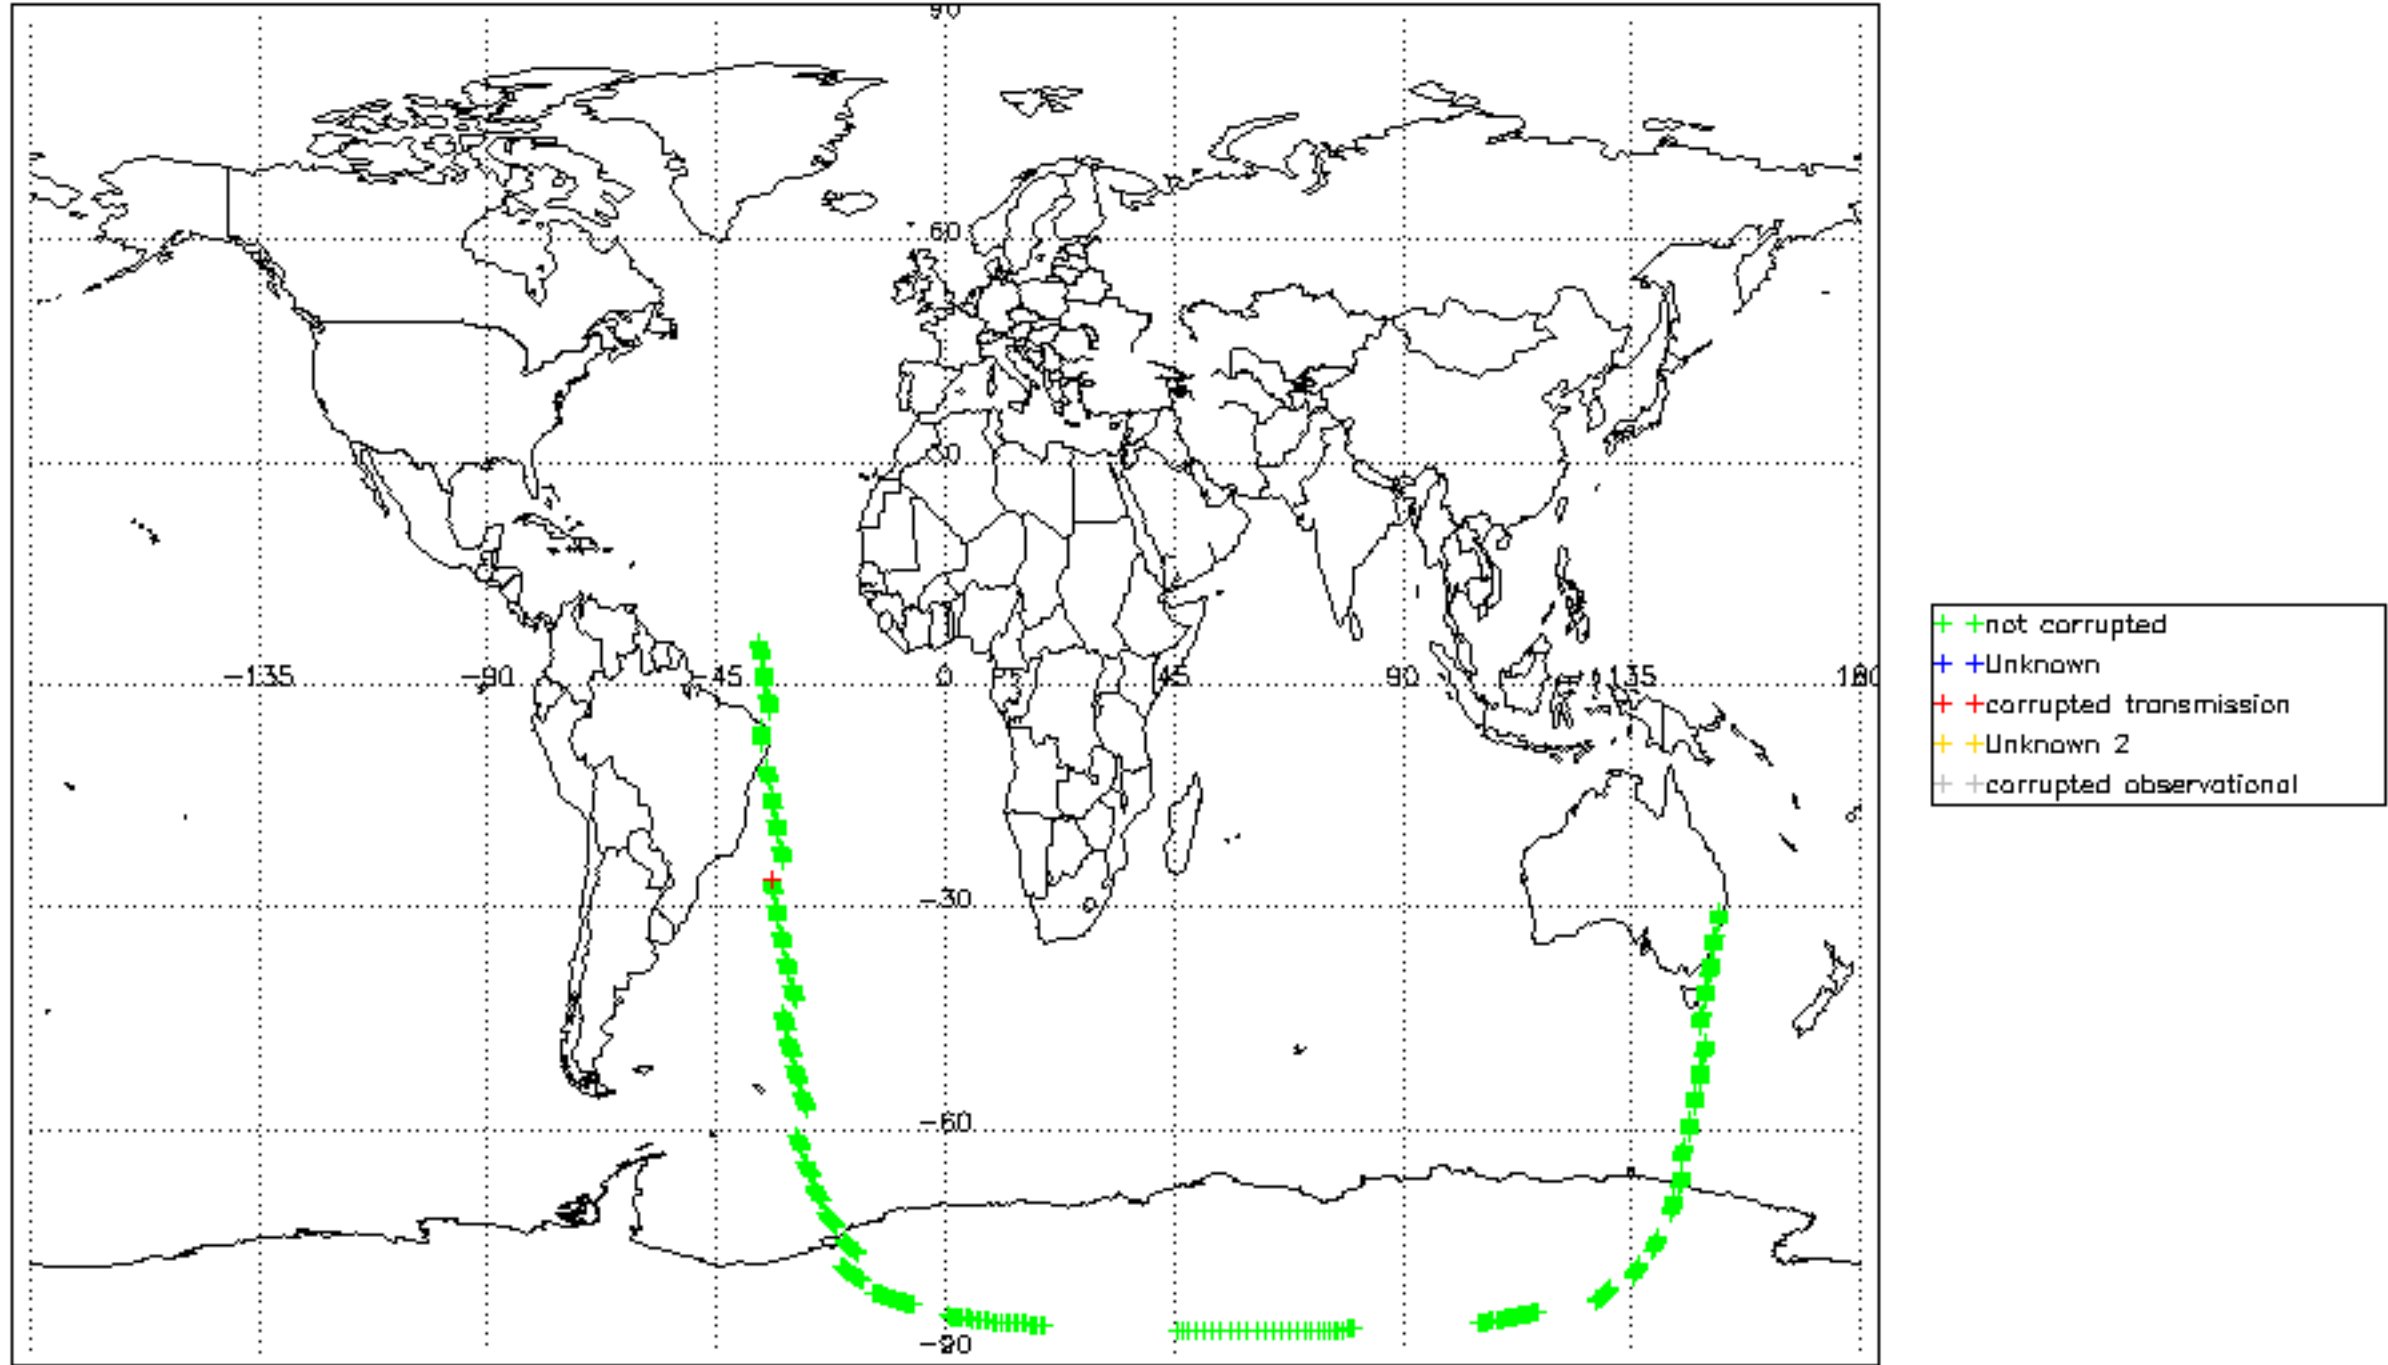 90
60
30
-135 -90 -45 0 45 90 135 180
-30
-60
-90
not corrupted
Unknown
corrupted transmission
Unknown 2
corrupted observational